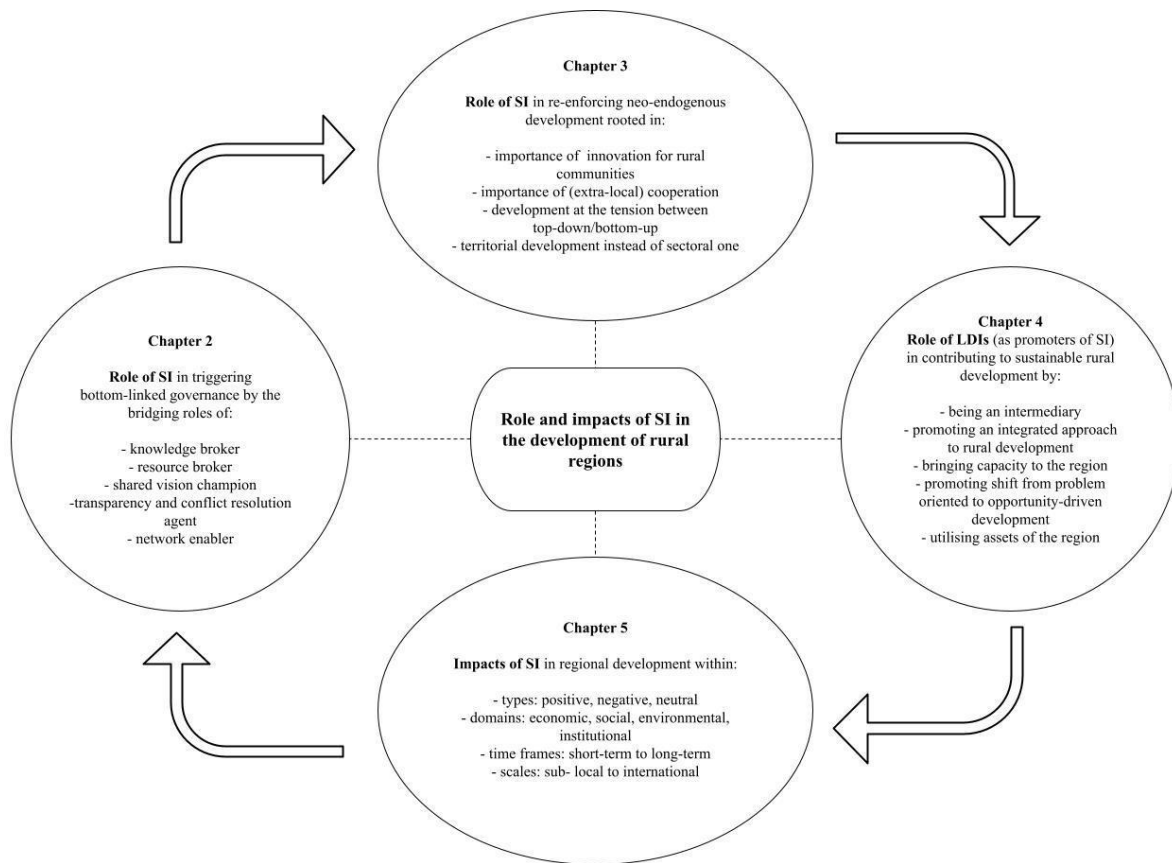 Chapter 3
Role of SI in re-enforcing neo-endogenous
development rooted in:
- importance of innovation for rural
communities
- importance of (extra-local) cooperation
- development at the tension between
top-down/bottom-up
- territorial development instead of sectoral one
Chapter 2
Role of SI in triggering
bottom-linked governance by the
bridging roles of:
- knowledge broker
- resource broker
- shared vision champion
-transparency and conflict resolution
agent
- network enabler
Role and impacts of SI in
the development of rural
regions
Chapter 4
Role of LDIs (as promoters of SI)
in contributing to sustainable rural
development by:
- being an intermediary
- promoting an integrated approach
to rural development
- bringing capacity to the region
- promoting shift from problem
oriented to opportunity-driven
development
- utilising assets of the region
Chapter 5
Impacts of SI in regional development within:
- types: positive, negative, neutral
- domains: economic, social, environmental,
institutional
- time frames: short-term to long-term
- scales: sub- local to international